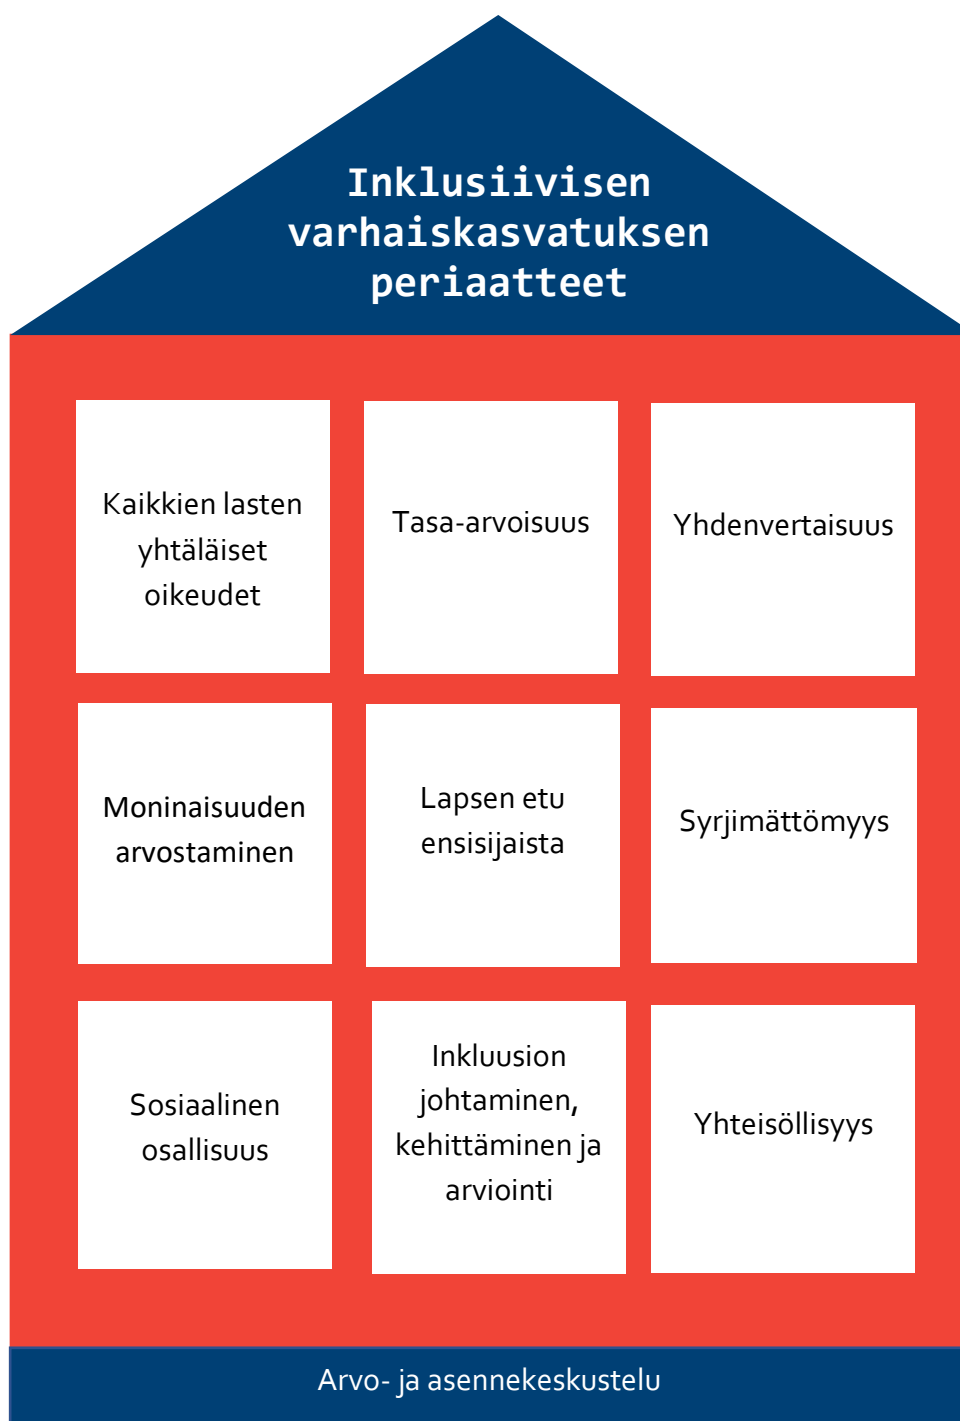 Inklusiivisen
varhaiskasvatuksen
periaatteet
Kaikkien lasten
yhtäläiset
oikeudet
Tasa-arvoisuus
Yhdenvertaisuus
Moninaisuuden
arvostaminen
Lapsen etu
ensisijaista
Syrjimättömyys
Sosiaalinen
osallisuus
Inkluusion
johtaminen,
kehittäminen ja
arviointi
Yhteisöllisyys
Arvo- ja asennekeskustelu